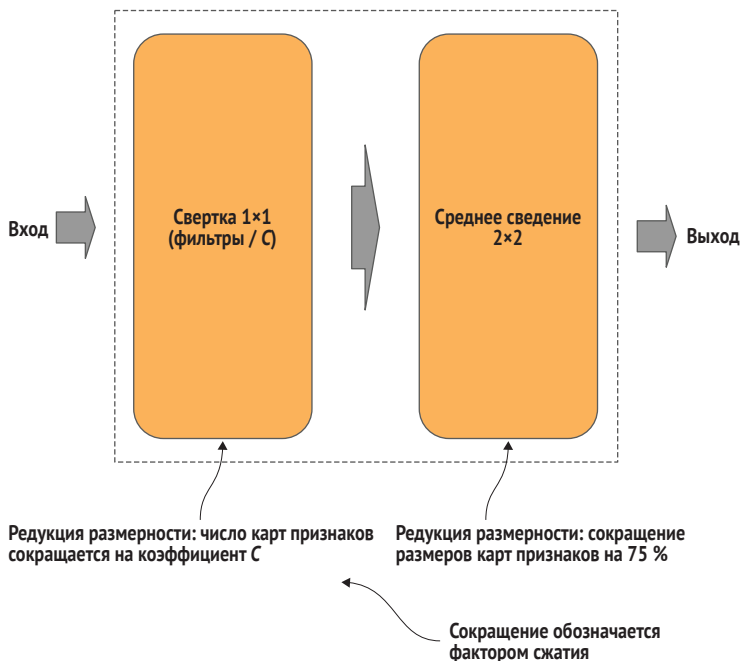 Вход
Свертка 1×1
(фильтры / C)
Среднее сведение
2×2
Выход
Редукция размерности: число карт признаков
сокращается на коэффициент C
Редукция размерности: сокращение
размеров карт признаков на 75 %
Сокращение обозначается
фактором сжатия